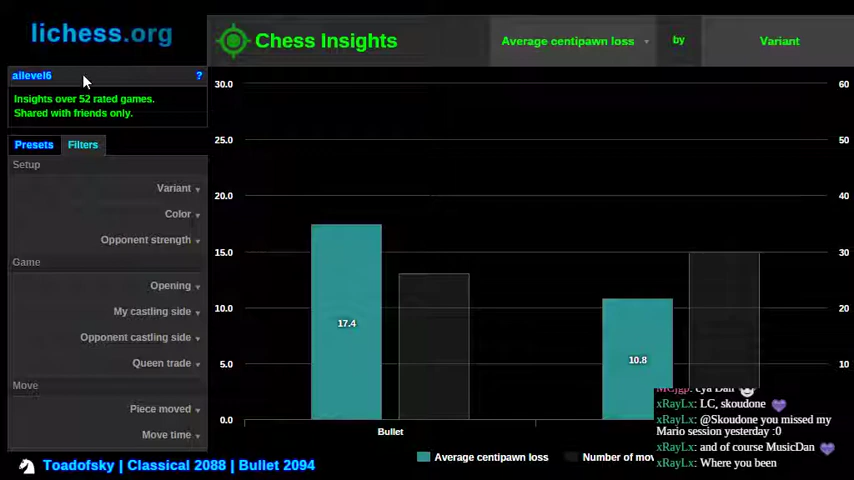 lichess.org
Chess Insights
Average centipawn loss
by
Variant
ailevel6 ?
Insights over 52 rated games.
Shared with friends only.
Presets Filters
Setup
Variant
Color
Opponent strength
Game
Opening
My castling side
Opponent castling side
Queen trade
Move
Piece moved
Move time
30.0
25.0
20.0
15.0
10.0
5.0
0.0
60
50
40
30
20
10
17.4
10.8
Bullet
Average centipawn loss
Number of mov
MCjgp: cya Dan
xRayLx: LC, skoudone
xRayLx: @Skoudone you missed my
Mario session yesterday :0
xRayLx: and of course MusicDan
xRayLx: Where you been
Toadofsky | Classical 2088 | Bullet 2094